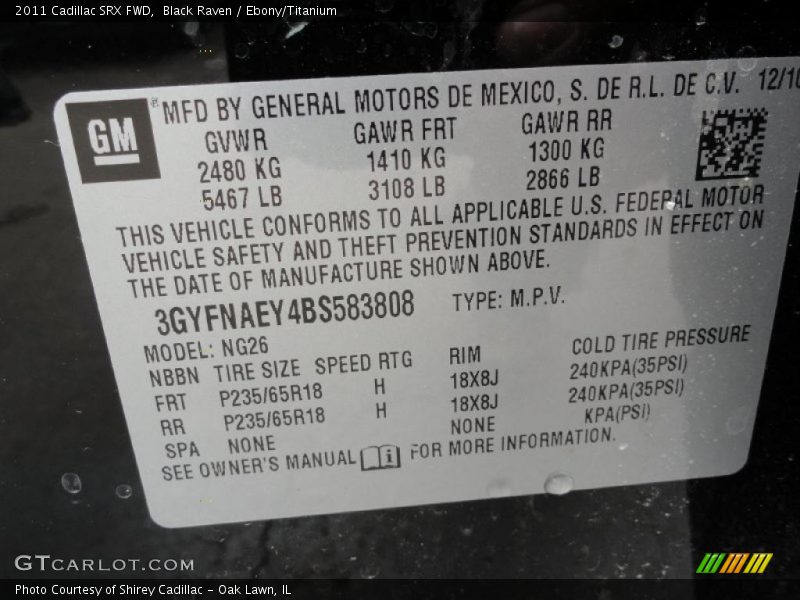 2011 Cadillac SRX FWD,  Black Raven / Ebony/Titanium
GM
® MFD BY GENERAL MOTORS DE MEXICO, S. DE R.L. DE C.V. 12/10
GVWR GAWR FRT GAWR RR
2480 KG 1410 KG 1300 KG
5467 LB 3108 LB 2866 LB
THIS VEHICLE CONFORMS TO ALL APPLICABLE U.S. FEDERAL MOTOR
VEHICLE SAFETY AND THEFT PREVENTION STANDARDS IN EFFECT ON
THE DATE OF MANUFACTURE SHOWN ABOVE.
3GYFNAEY4BS583808 TYPE: M.P.V.
MODEL: NG26
NBBN TIRE SIZE SPEED RTG RIM COLD TIRE PRESSURE
FRT P235/65R18 H 18X8J 240KPA(35PSI)
RR P235/65R18 H 18X8J 240KPA(35PSI)
SPA NONE NONE KPA(PSI)
SEE OWNER'S MANUAL i FOR MORE INFORMATION.
GTCARLOT.COM
Photo Courtesy of Shirey Cadillac - Oak Lawn, IL